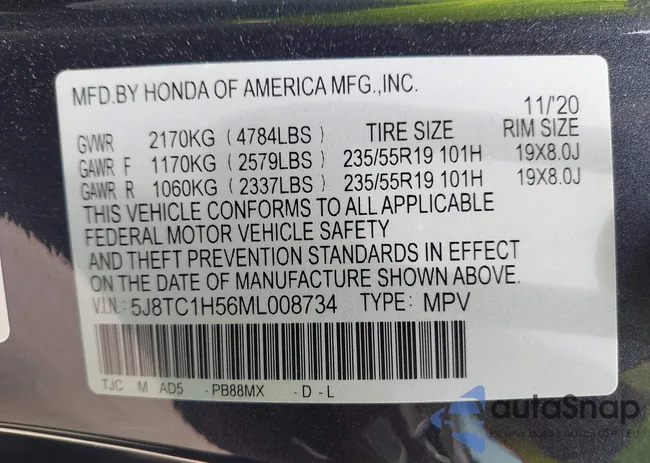 MFD.BY HONDA OF AMERICA MFG.,INC.
11/'20
GVWR 2170KG (4784LBS) TIRE SIZE RIM SIZE
GAWR F 1170KG (2579LBS) 235/55R19 101H 19X8.0J
GAWR R 1060KG (2337LBS) 235/55R19 101H 19X8.0J
THIS VEHICLE CONFORMS TO ALL APPLICABLE
FEDERAL MOTOR VEHICLE SAFETY
AND THEFT PREVENTION STANDARDS IN EFFECT
ON THE DATE OF MANUFACTURE SHOWN ABOVE.
V.I.N.: 5J8TC1H56ML008734 TYPE: MPV
TJC M AD5 -PB88MX -D-L
autaSnap